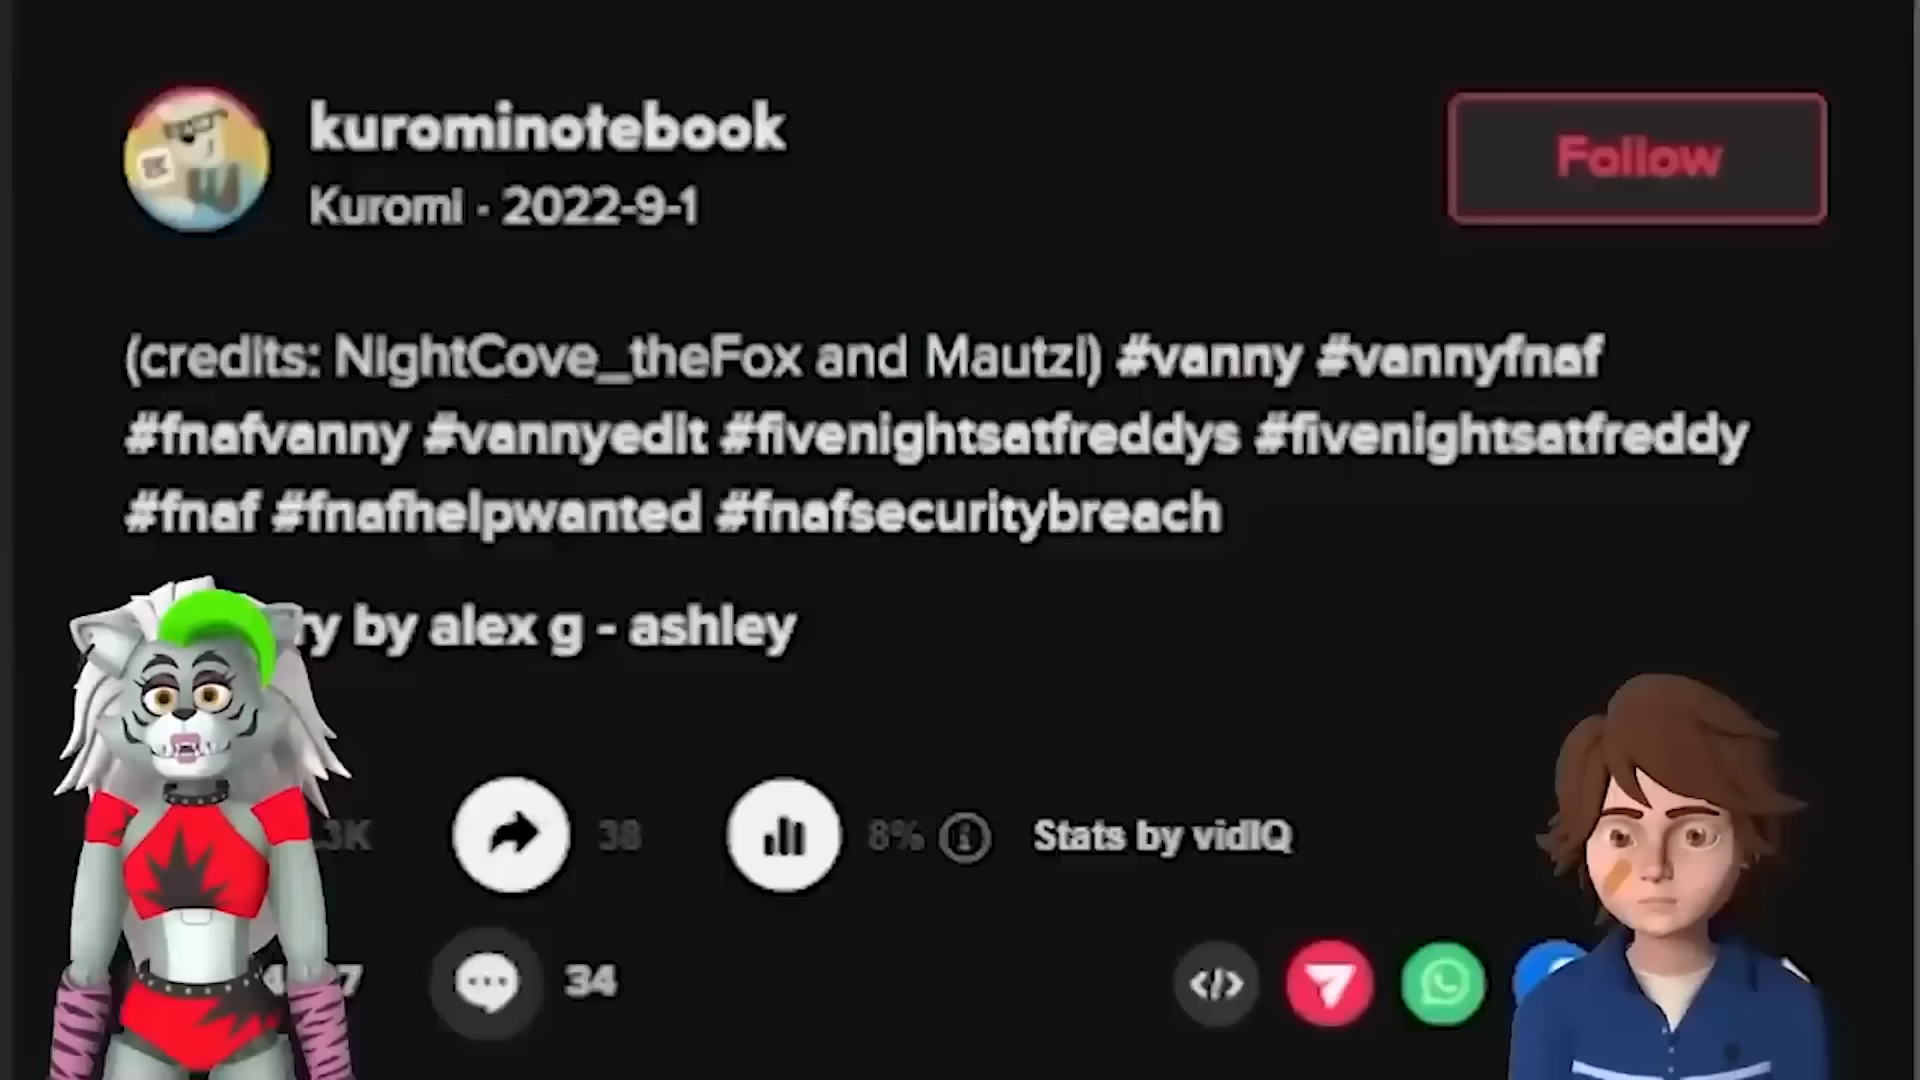 kurominotebook
Kuromi · 2022-9-1
Follow
(credits: NightCove_theFox and Mautzi) #vanny #vannyfnaf
#fnafvanny #vannyedit #fivenightsatfreddys #fivenightsatfreddy
#fnaf #fnafhelpwanted #fnafsecuritybreach
by alex g - ashley
38
8%
Stats by vidIQ
34